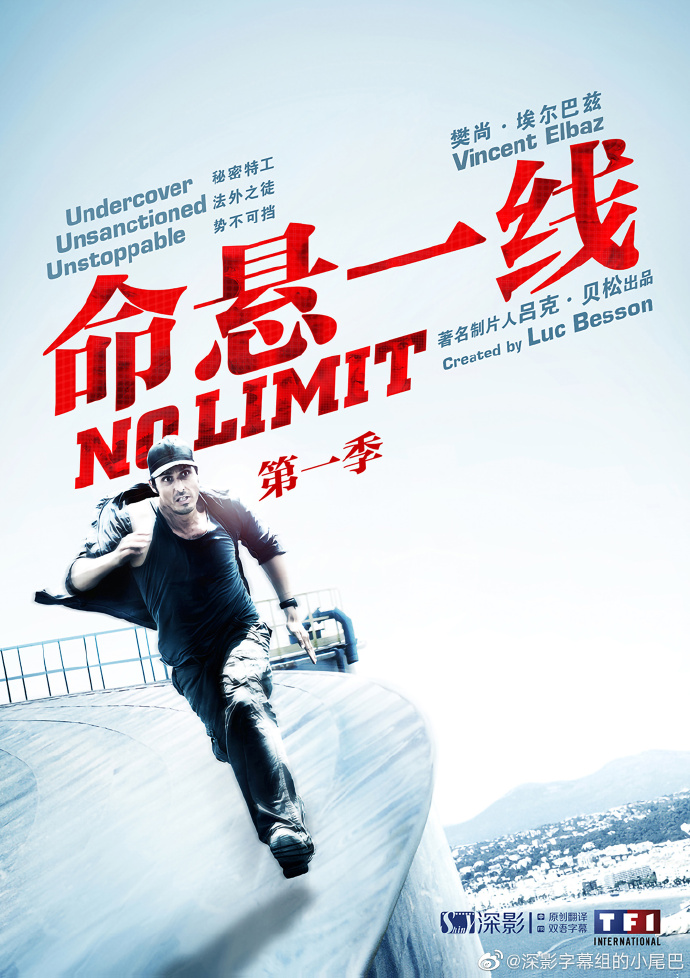 樊尚·埃尔巴兹
Vincent Elbaz
Undercover 秘密特工
Unsanctioned 法外之徒
Unstoppable 势不可挡
命悬一线
著名制片人吕克·贝松出品
Created by Luc Besson
NO LIMIT
第一季
深影
原创翻译
双语字幕
TF1
INTERNATIONAL
@深影字幕组的小尾巴